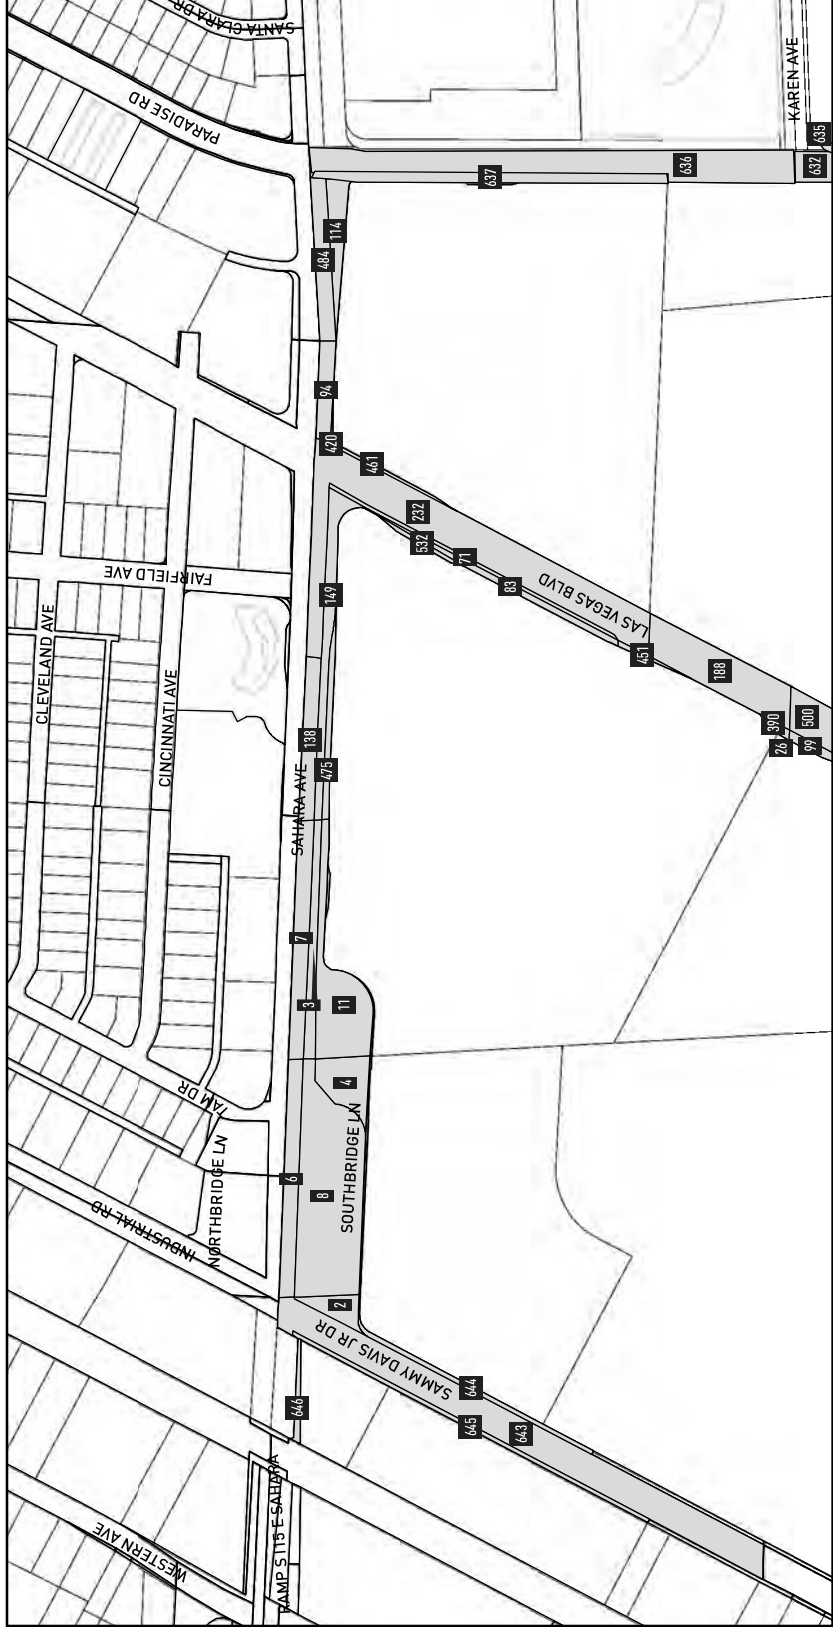 SANTA CLARA DR
PARADISE RD
KAREN AVE
635
632
636
637
114
484
94
420
461
232
532
71
83
LAS VEGAS BLVD
451
188
390
500
26
99
149
FAIRFIELD AVE
CLEVELAND AVE
CINCINNATI AVE
138
475
SAHARA AVE
7
3
11
4
TAM DR
NORTHBRIDGE LN
SOUTHBRIDGE LN
6
8
INDUSTRIAL RD
2
SAMMY DAVIS JR DR
644
645
643
646
RAMP S I15 E SAHARA
WESTERN AVE